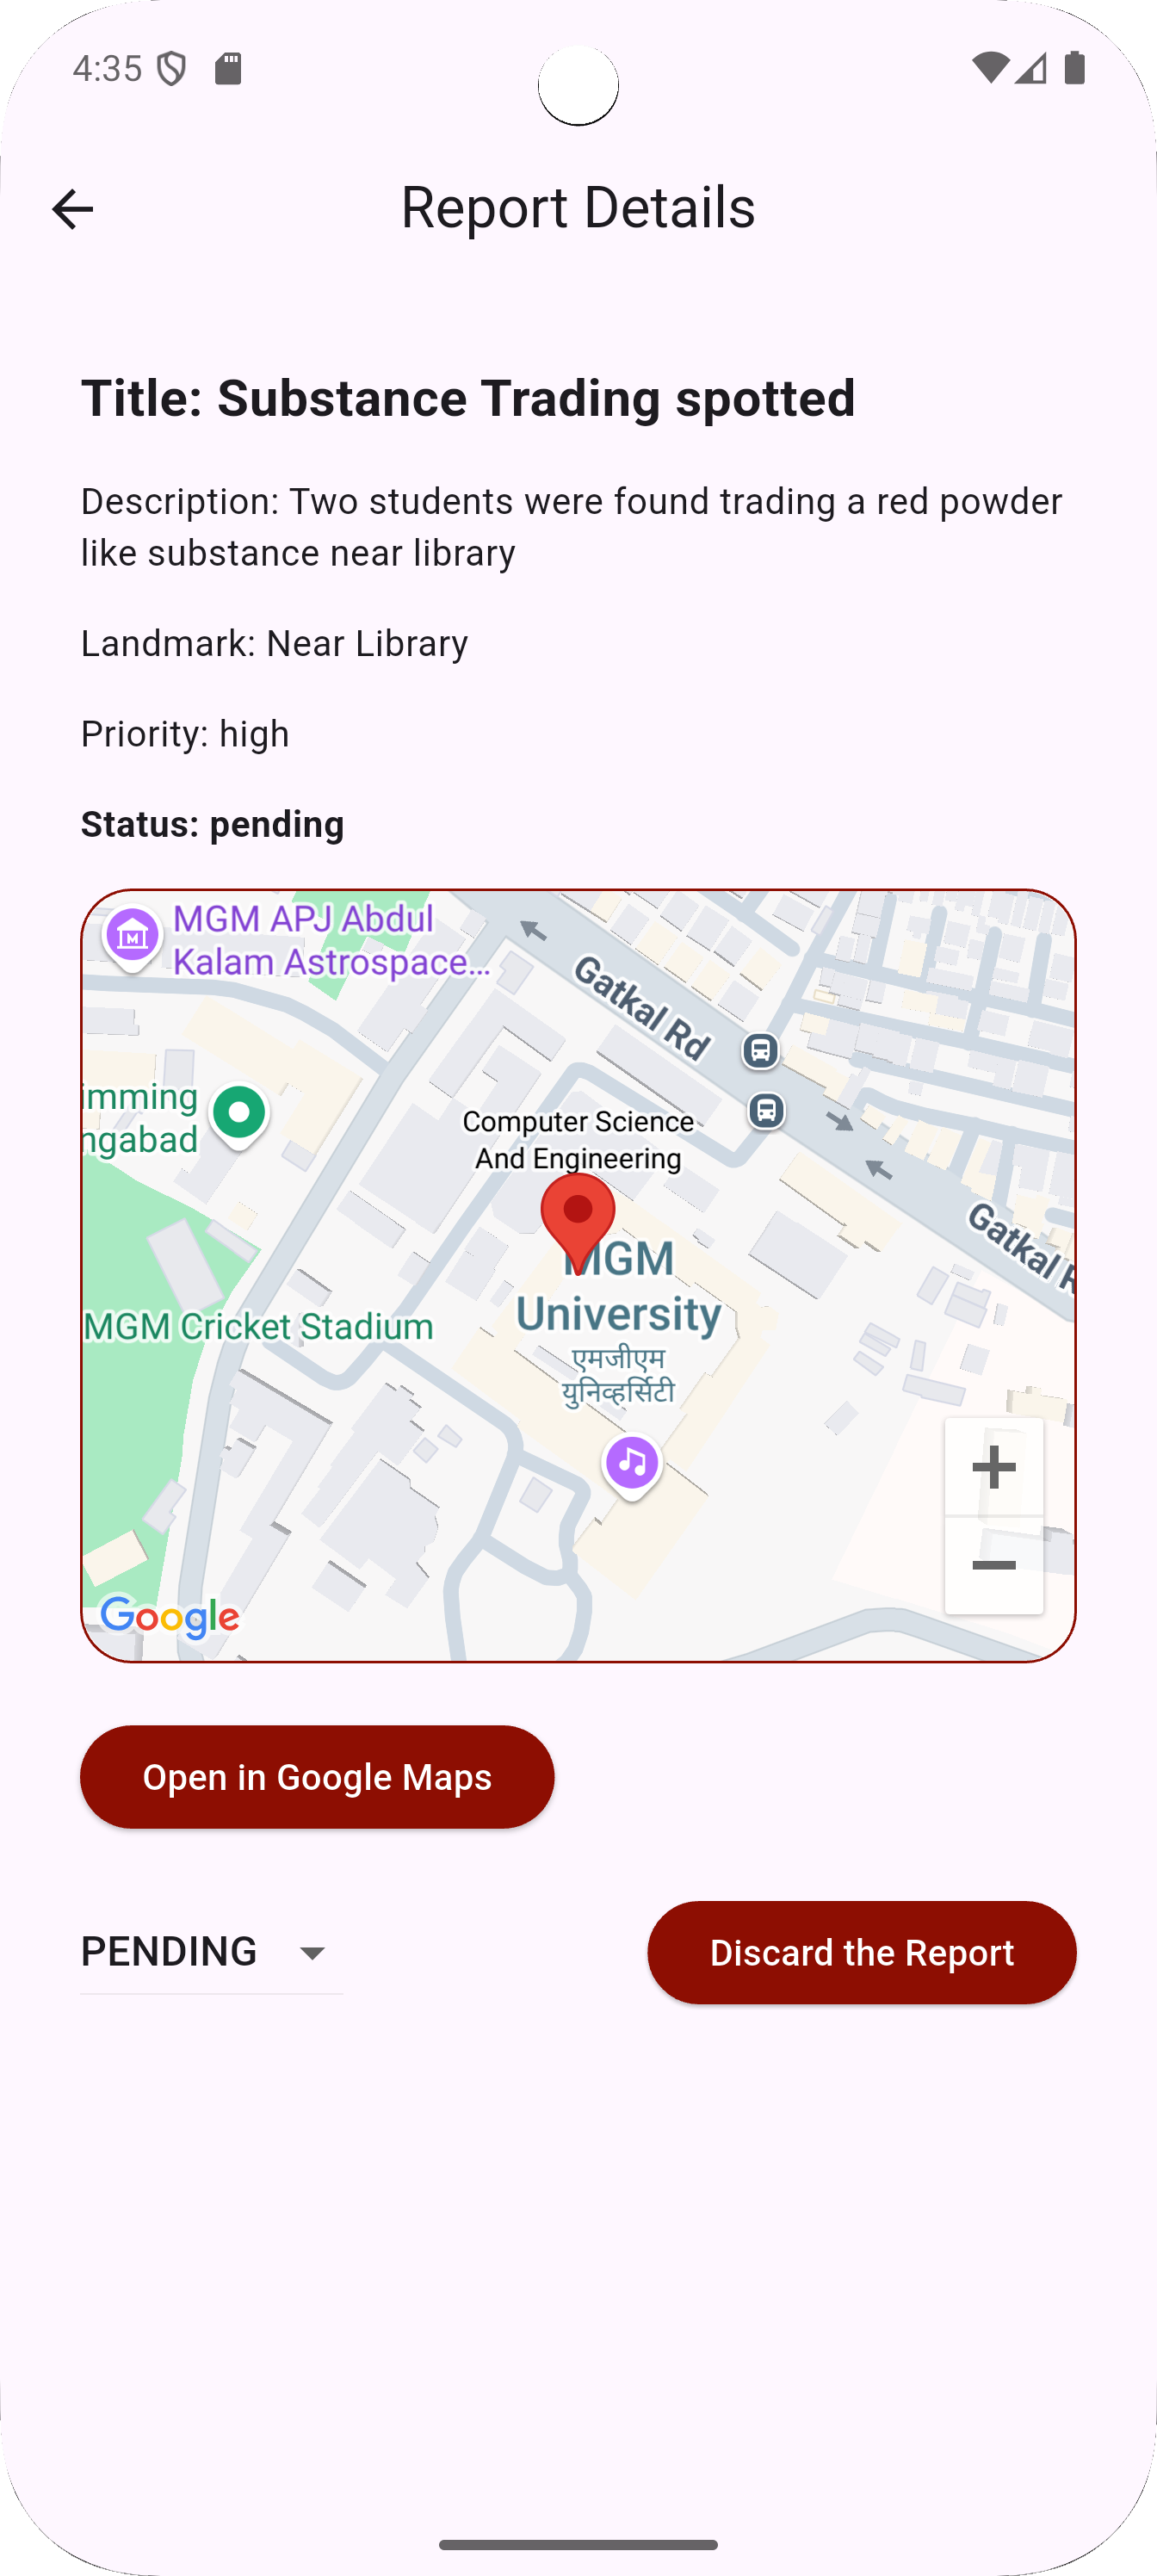 4:35
Report Details
Title: Substance Trading spotted
Description: Two students were found trading a red powder
like substance near library
Landmark: Near Library
Priority: high
Status: pending
MGM APJ Abdul
Kalam Astrospace...
Gatkal Rd
imming
ngabad
Computer Science
And Engineering
Gatkal R
MGM
University
MGM Cricket Stadium
एमजीएम
युनिव्हर्सिटी
+
−
Google
Open in Google Maps
PENDING
Discard the Report